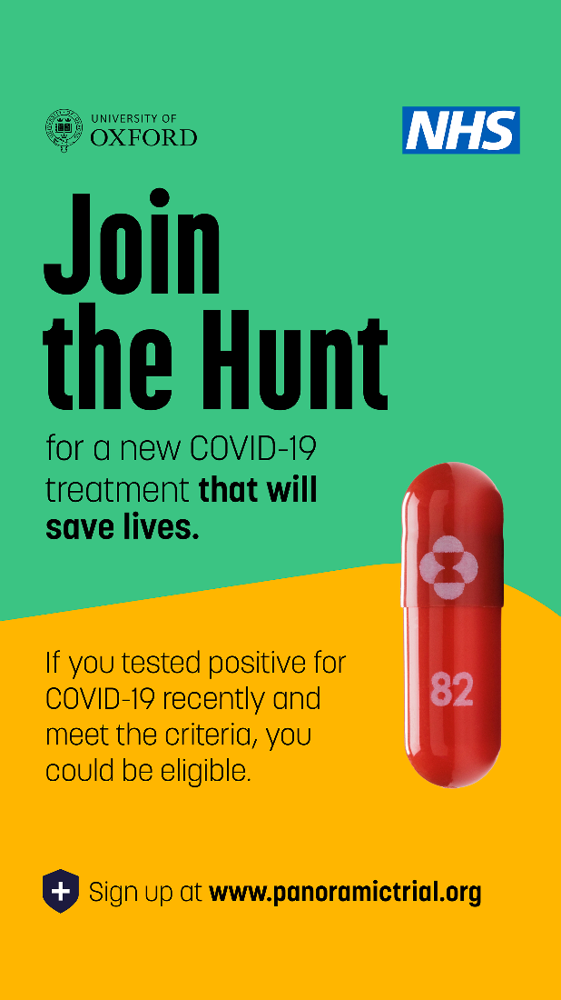 UNIVERSITY OF
OXFORD
NHS
Join
the Hunt
for a new COVID-19
treatment that will
save lives.
82
If you tested positive for
COVID-19 recently and
meet the criteria, you
could be eligible.
Sign up at www.panoramictrial.org